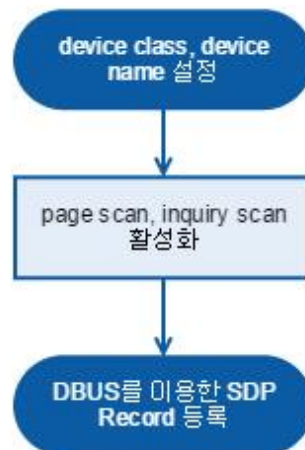 device class, device
name 설정
page scan, inquiry scan
활성화
DBUS를 이용한 SDP
Record 등록